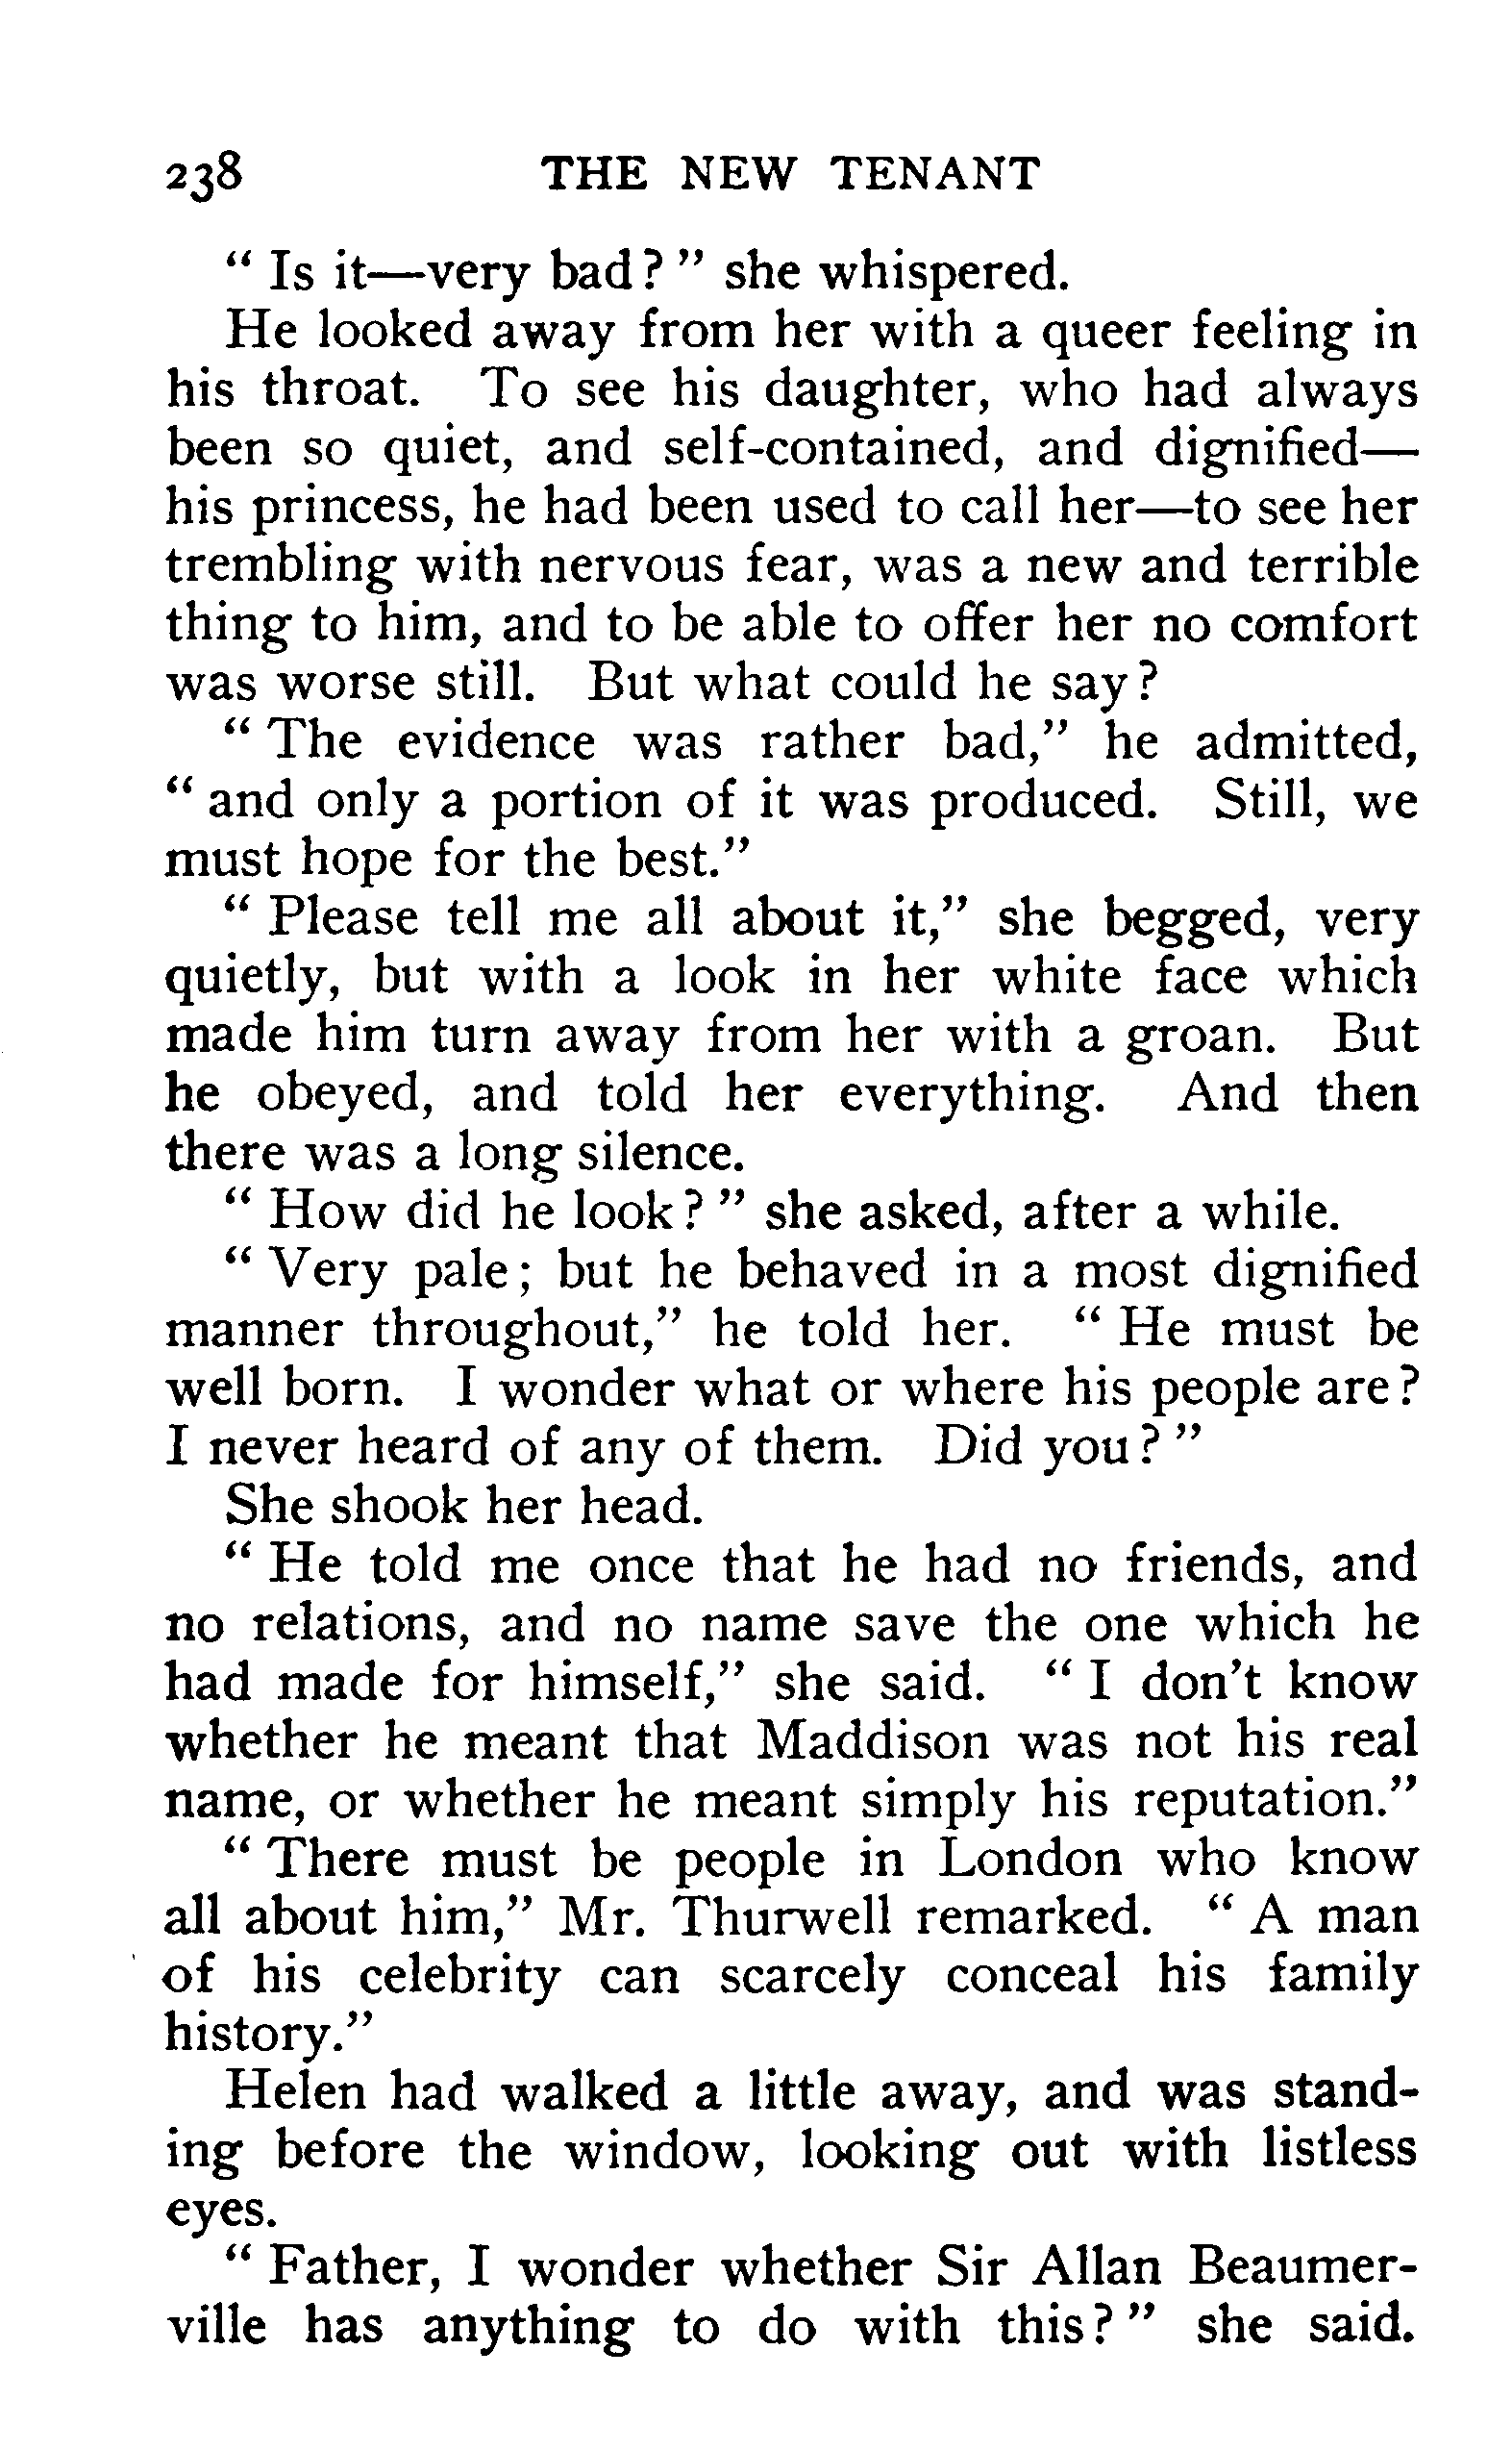 238 THE NEW TENANT
“ Is it—very bad? ” she whispered.
He looked away from her with a queer feeling in
his throat. To see his daughter, who had always
been so quiet, and self-contained, and dignified—
his princess, he had been used to call her—to see her
trembling with nervous fear, was a new and terrible
thing to him, and to be able to offer her no comfort
was worse still. But what could he say?
“ The evidence was rather bad,” he admitted,
“ and only a portion of it was produced. Still, we
must hope for the best.”
“ Please tell me all about it,” she begged, very
quietly, but with a look in her white face which
made him turn away from her with a groan. But
he obeyed, and told her everything. And then
there was a long silence.
“ How did he look? ” she asked, after a while.
“ Very pale; but he behaved in a most dignified
manner throughout,” he told her. “ He must be
well born. I wonder what or where his people are?
I never heard of any of them. Did you? ”
She shook her head.
“ He told me once that he had no friends, and
no relations, and no name save the one which he
had made for himself,” she said. “ I don’t know
whether he meant that Maddison was not his real
name, or whether he meant simply his reputation.”
“ There must be people in London who know
all about him,” Mr. Thurwell remarked. “ A man
of his celebrity can scarcely conceal his family
history.”
Helen had walked a little away, and was stand-
ing before the window, looking out with listless
eyes.
“ Father, I wonder whether Sir Allan Beaumer-
ville has anything to do with this? ” she said.